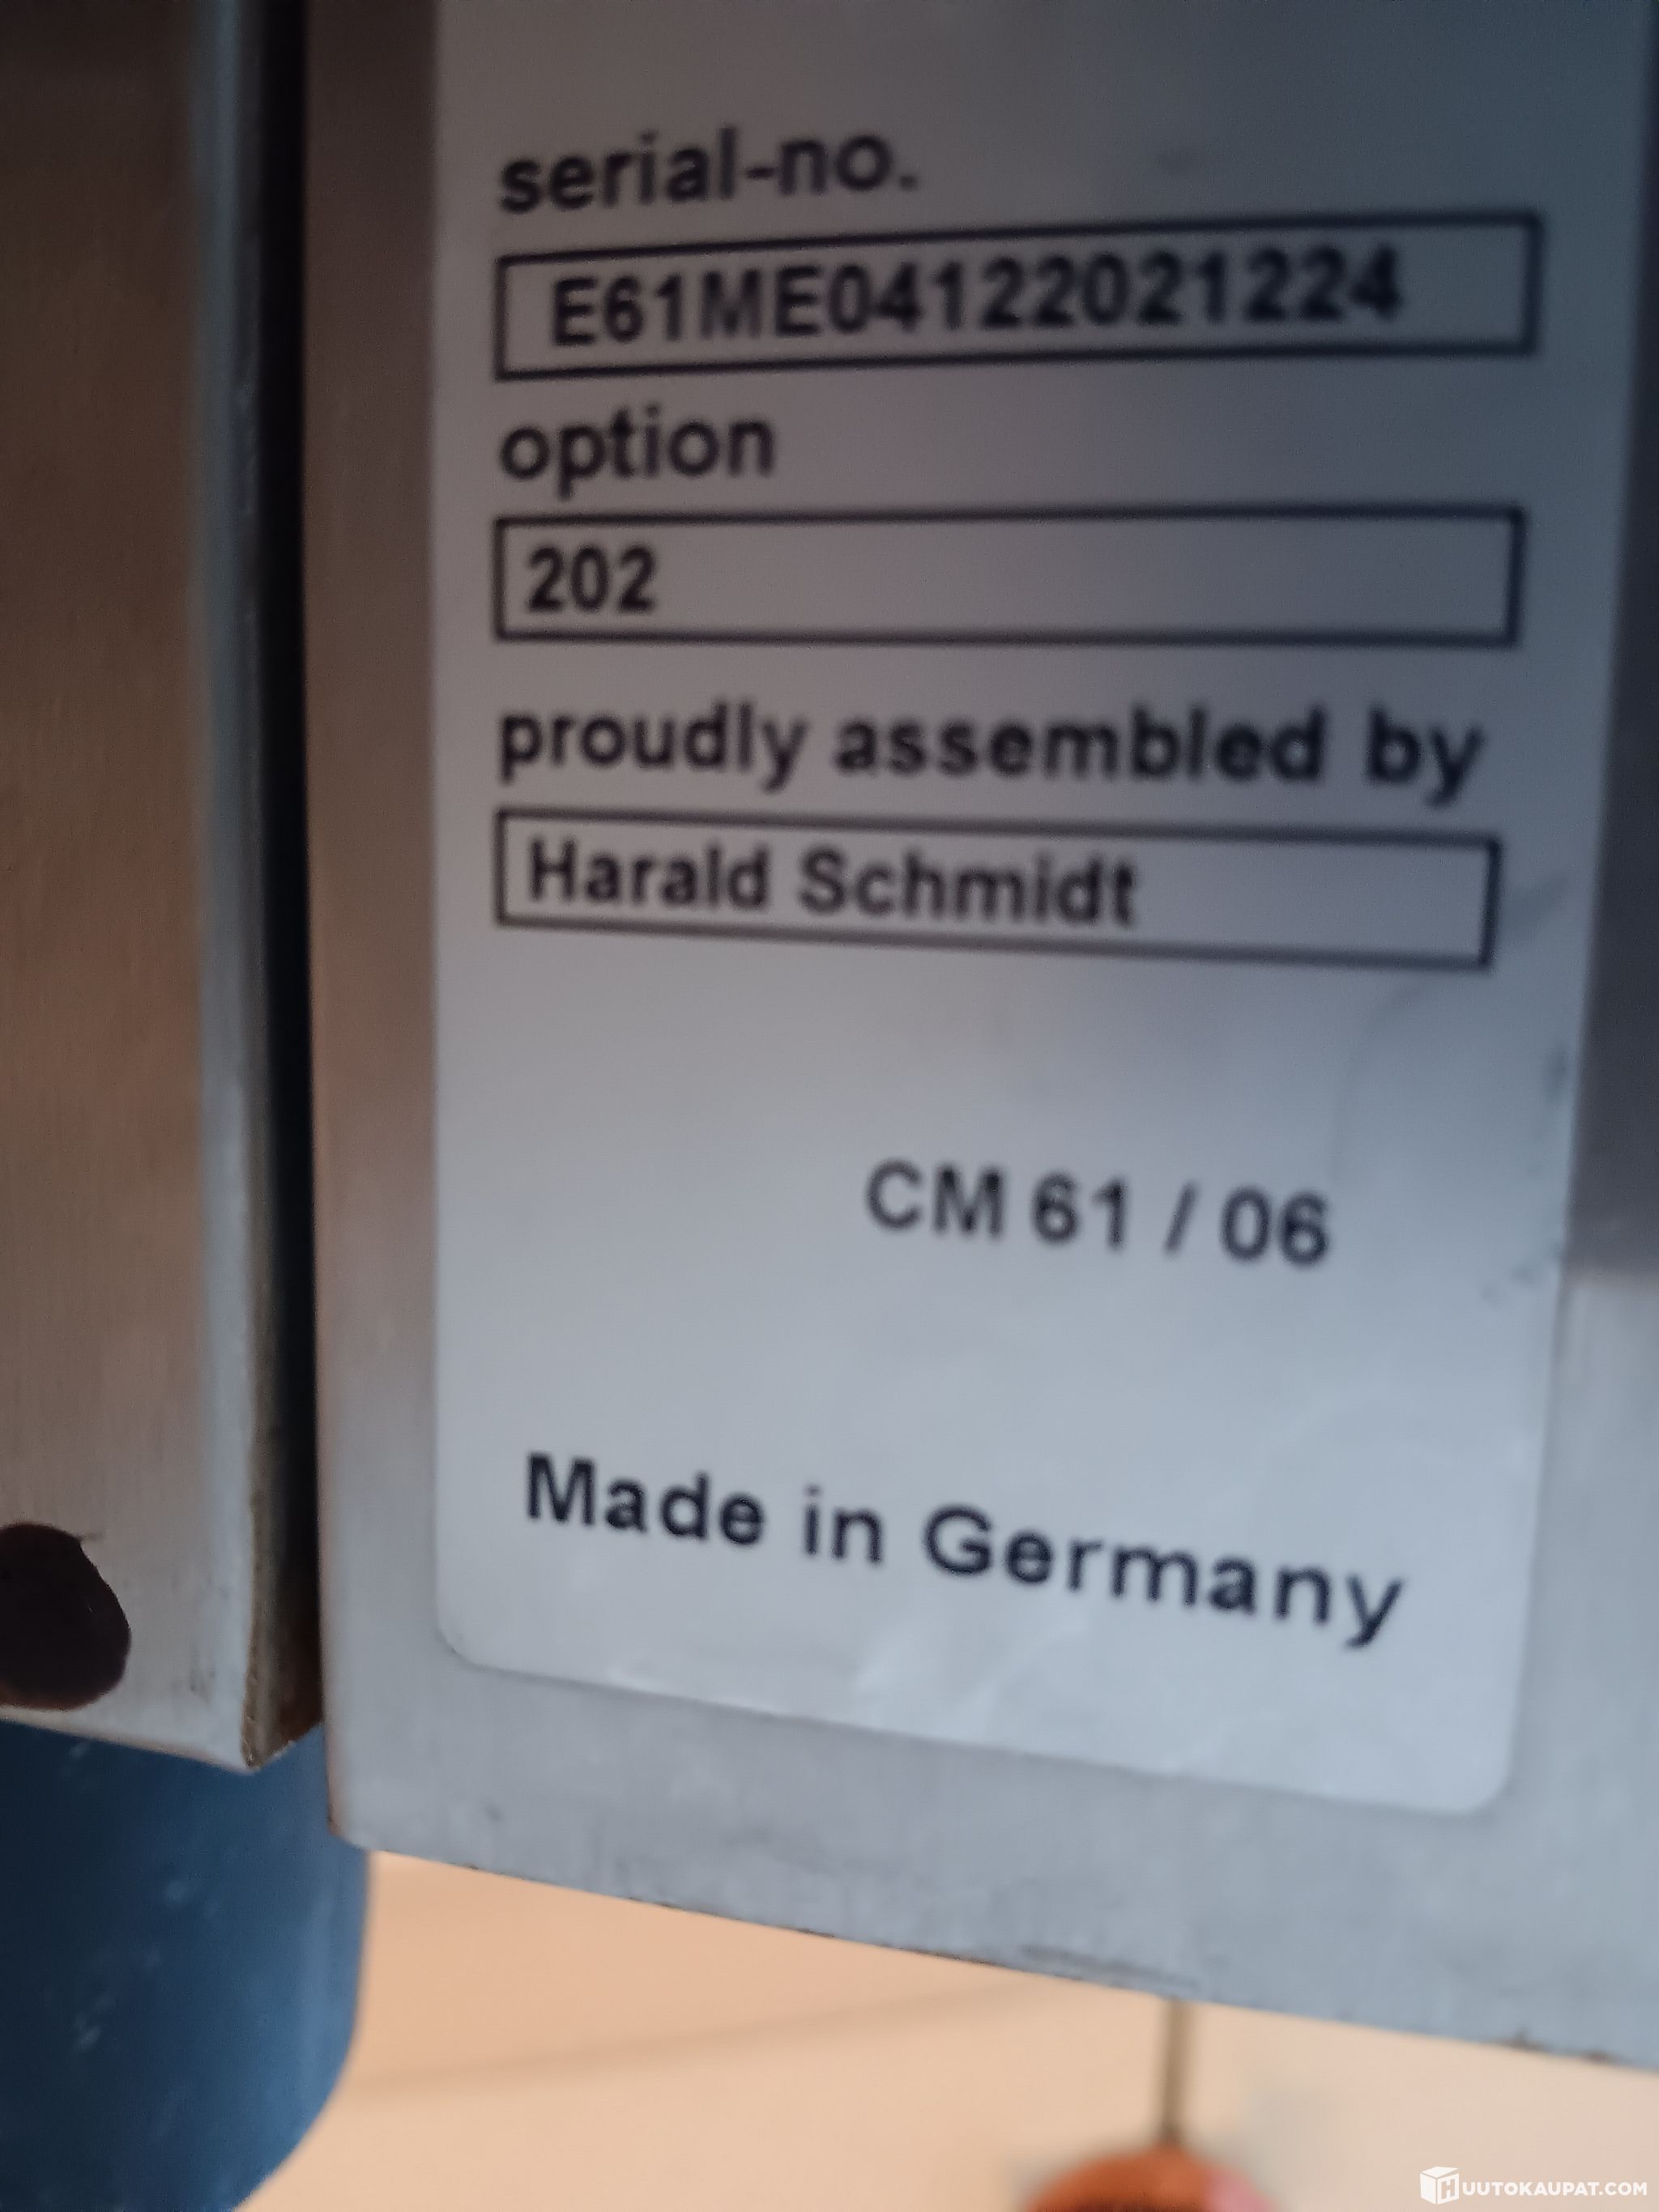 serial-no.
E61ME04122021224
option
202
proudly assembled by
Harald Schmidt
CM 61 / 06
Made in Germany
HUUTOKAUPAT.COM